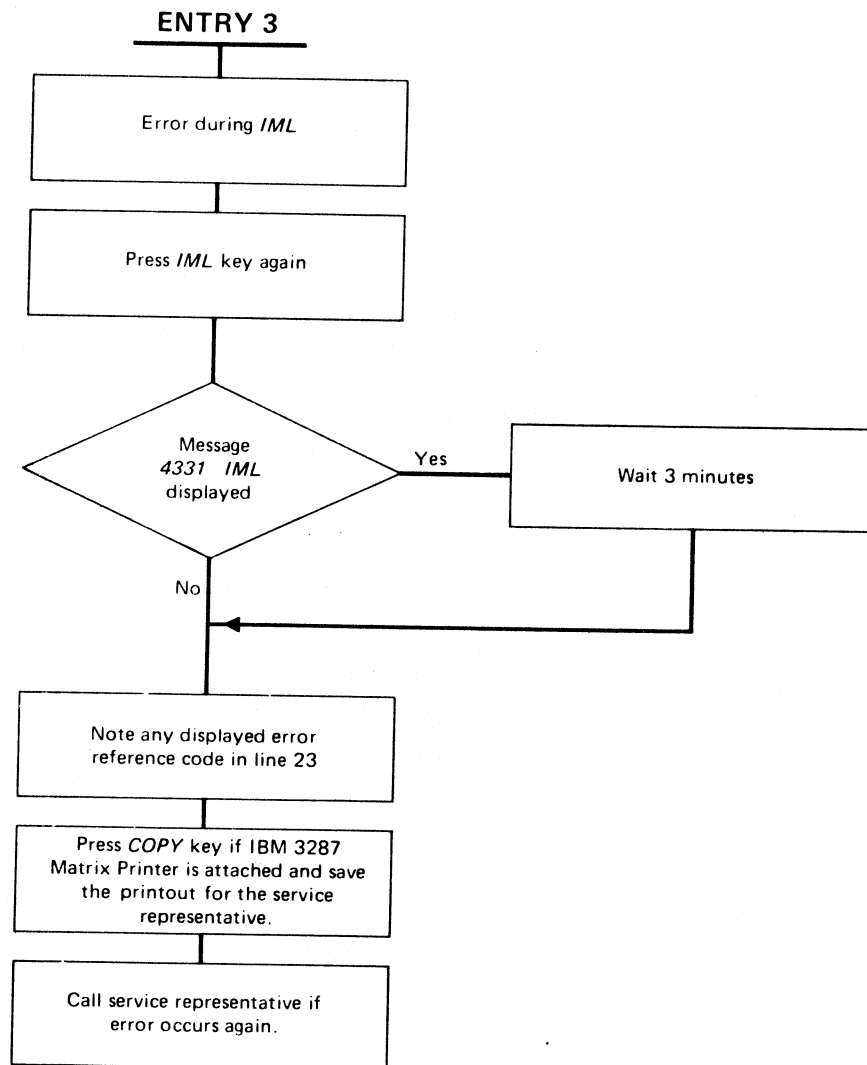 ENTRY 3
Error during IML
Press IML key again
Message
4331 IML
displayed
Yes
Wait 3 minutes
No
Note any displayed error
reference code in line 23
Press COPY key if IBM 3287
Matrix Printer is attached and save
the printout for the service
representative.
Call service representative if
error occurs again.